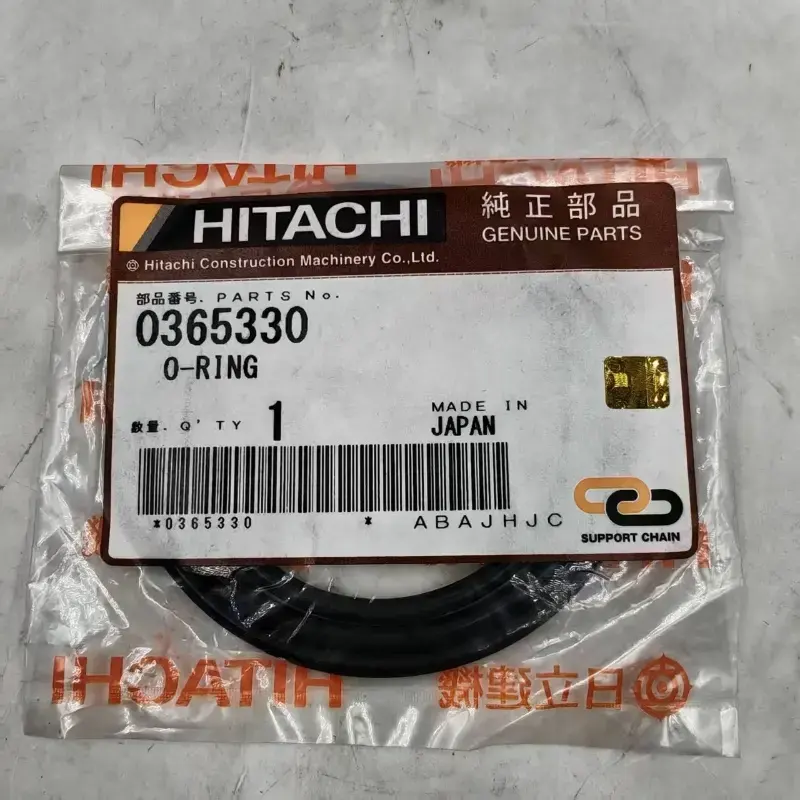 HITACHI
HITACHI
純正部品
GENUINE PARTS
Hitachi Construction Machinery Co.,Ltd.
部品番号. PARTS No.
0365330
O-RING
数量. Q'TY 1
MADE IN
JAPAN
*0365330 * ABAJHJC
SUPPORT CHAIN
HITACHI
日立建機